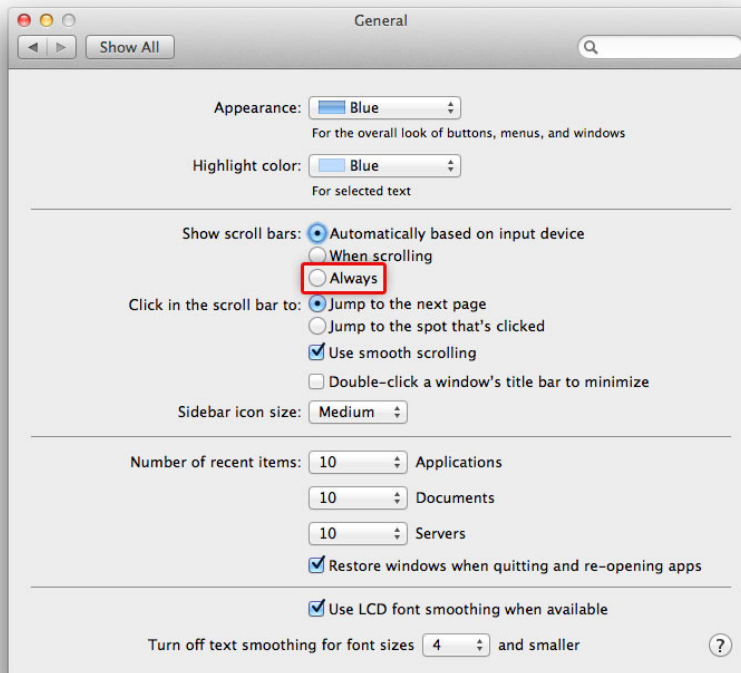 General
Show All
Appearance: Blue
For the overall look of buttons, menus, and windows
Highlight color: Blue
For selected text
Show scroll bars: Automatically based on input device
When scrolling
Always
Click in the scroll bar to: Jump to the next page
Jump to the spot that's clicked
Use smooth scrolling
Double-click a window's title bar to minimize
Sidebar icon size: Medium
Number of recent items: 10 Applications
10 Documents
10 Servers
Restore windows when quitting and re-opening apps
Use LCD font smoothing when available
Turn off text smoothing for font sizes 4 and smaller ?